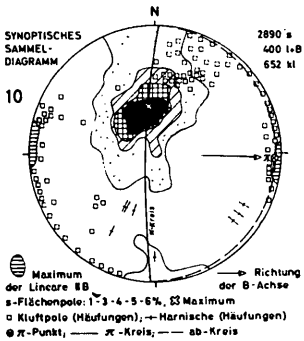 N
SYNOPTISCHES
SAMMEL-
DIAGRAMM
2890 s
400 l+B
652 kl
10
π
π-Kreis
Maximum
der Lineare ∥B
Richtung
der B-Achse
s-Flächenpole: 1-3-4-5-6%, Maximum
Kluftpole (Häufungen); Harnische (Häufungen)
π-Punkt; π-Kreis; ab-Kreis